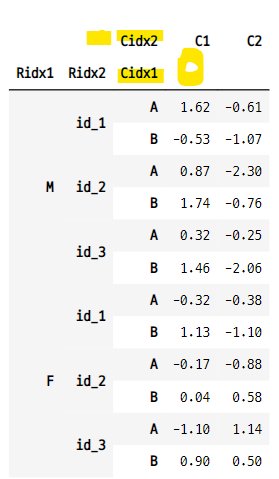 Cidx2 C1 C2
Ridx1 Ridx2 Cidx1
id_1 A 1.62 -0.61
B -0.53 -1.07
M id_2 A 0.87 -2.30
B 1.74 -0.76
id_3 A 0.32 -0.25
B 1.46 -2.06
id_1 A -0.32 -0.38
B 1.13 -1.10
F id_2 A -0.17 -0.88
B 0.04 0.58
id_3 A -1.10 1.14
B 0.90 0.50